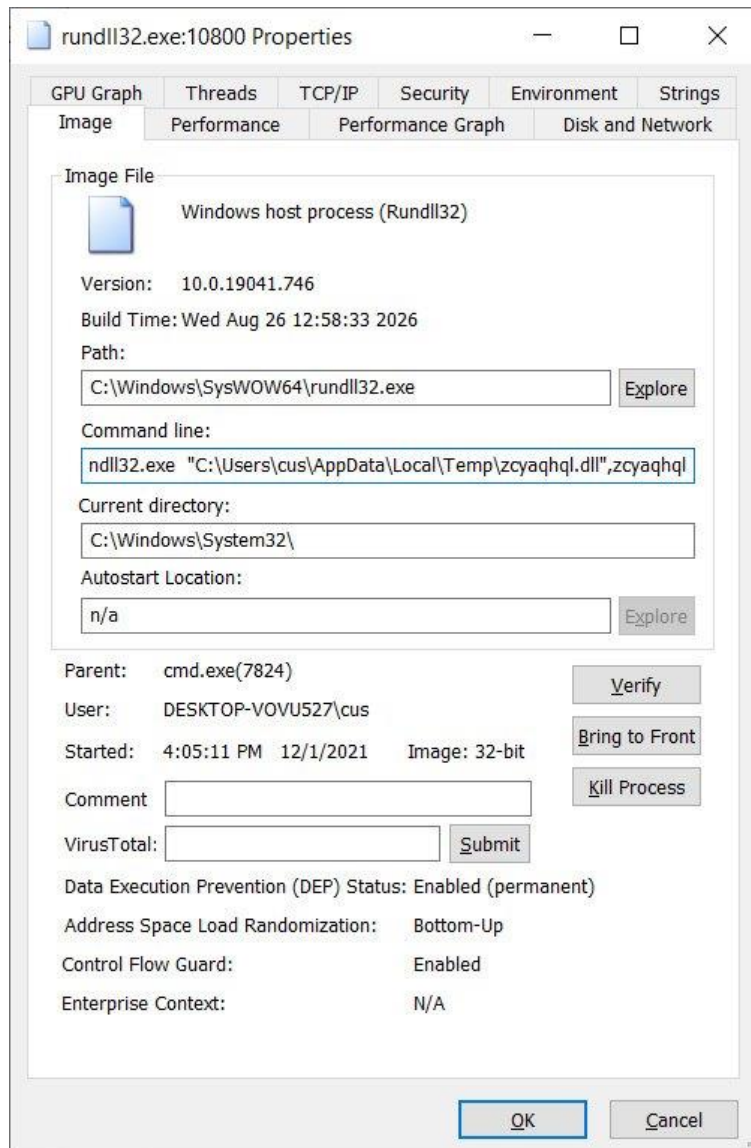 rundll32.exe:10800 Properties
GPU Graph Threads TCP/IP Security Environment Strings
Image Performance Performance Graph Disk and Network
Image File
Windows host process (Rundll32)
Version: 10.0.19041.746
Build Time: Wed Aug 26 12:58:33 2026
Path:
C:\Windows\SysWOW64\rundll32.exe Explore
Command line:
ndll32.exe "C:\Users\cus\AppData\Local\Temp\zcyaqhql.dll",zcyaqhql
Current directory:
C:\Windows\System32\
Autostart Location:
n/a Explore
Parent: cmd.exe(7824)
Verify
User: DESKTOP-VOVU527\cus
Bring to Front
Started: 4:05:11 PM 12/1/2021 Image: 32-bit
Kill Process
Comment
VirusTotal: Submit
Data Execution Prevention (DEP) Status: Enabled (permanent)
Address Space Load Randomization: Bottom-Up
Control Flow Guard: Enabled
Enterprise Context: N/A
OK Cancel